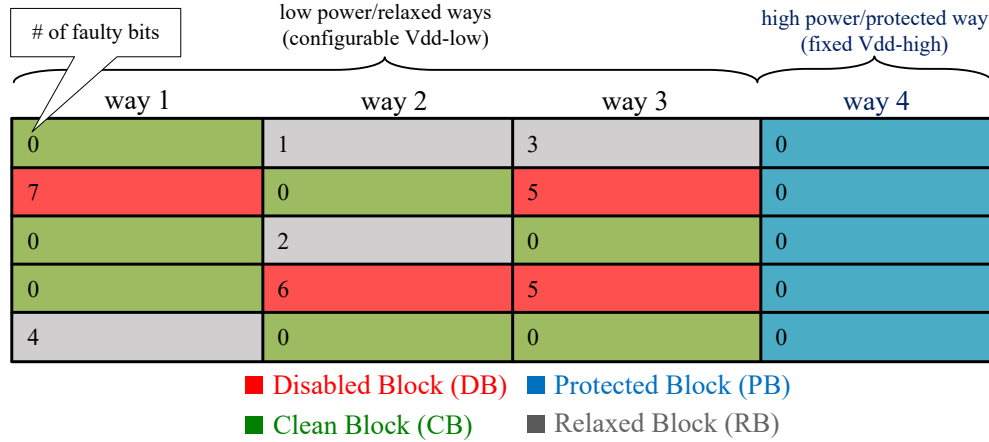 # of faulty bits
low power/relaxed ways
(configurable Vdd-low)
high power/protected way
(fixed Vdd-high)
way 1 way 2 way 3 way 4
0 1 3 0
7 0 5 0
0 2 0 0
0 6 5 0
4 0 0 0
Disabled Block (DB) Protected Block (PB)
Clean Block (CB) Relaxed Block (RB)